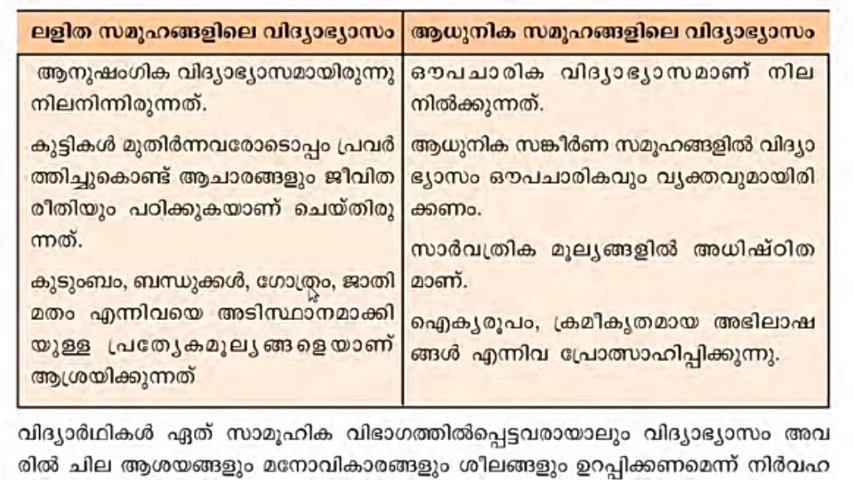 ലളിത സമൂഹങ്ങളിലെ വിദ്യാഭ്യാസം
ആനുഷംഗിക വിദ്യാഭ്യാസമായിരുന്നു
നിലനിന്നിരുന്നത്.
കുട്ടികൾ മുതിർന്നവരോടൊപ്പം പ്രവർ
ത്തിച്ചുകൊണ്ട് ആചാരങ്ങളും ജീവിത
രീതിയും പഠിക്കുകയാണ് ചെയ്തിരു
ന്നത്.
കുടുംബം, ബന്ധുക്കൾ, ഗോത്രം, ജാതി
മതം എന്നിവയെ അടിസ്ഥാനമാക്കി
യുള്ള പ്രത്യേകമൂല്യങ്ങളെയാണ്
ആശ്രയിക്കുന്നത്
ആധുനിക സമൂഹങ്ങളിലെ വിദ്യാഭ്യാസം
ഔപചാരിക വിദ്യാഭ്യാസമാണ് നില
നിൽക്കുന്നത്.
ആധുനിക സങ്കീർണ സമൂഹങ്ങളിൽ വിദ്യാ
ഭ്യാസം ഔപചാരികവും വ്യക്തവുമായിരി
ക്കണം.
സാർവത്രിക മൂല്യങ്ങളിൽ അധിഷ്ഠിത
മാണ്.
ഐക്യരൂപം, ക്രമീകൃതമായ അഭിലാഷ
ങ്ങൾ എന്നിവ പ്രോത്സാഹിപ്പിക്കുന്നു.
വിദ്യാർഥികൾ ഏത് സാമൂഹിക വിഭാഗത്തിൽപ്പെട്ടവരായാലും വിദ്യാഭ്യാസം അവ
രിൽ ചില ആശയങ്ങളും മനോവികാരങ്ങളും ശീലങ്ങളും ഉറപ്പിക്കണമെന്ന് നിർവഹ